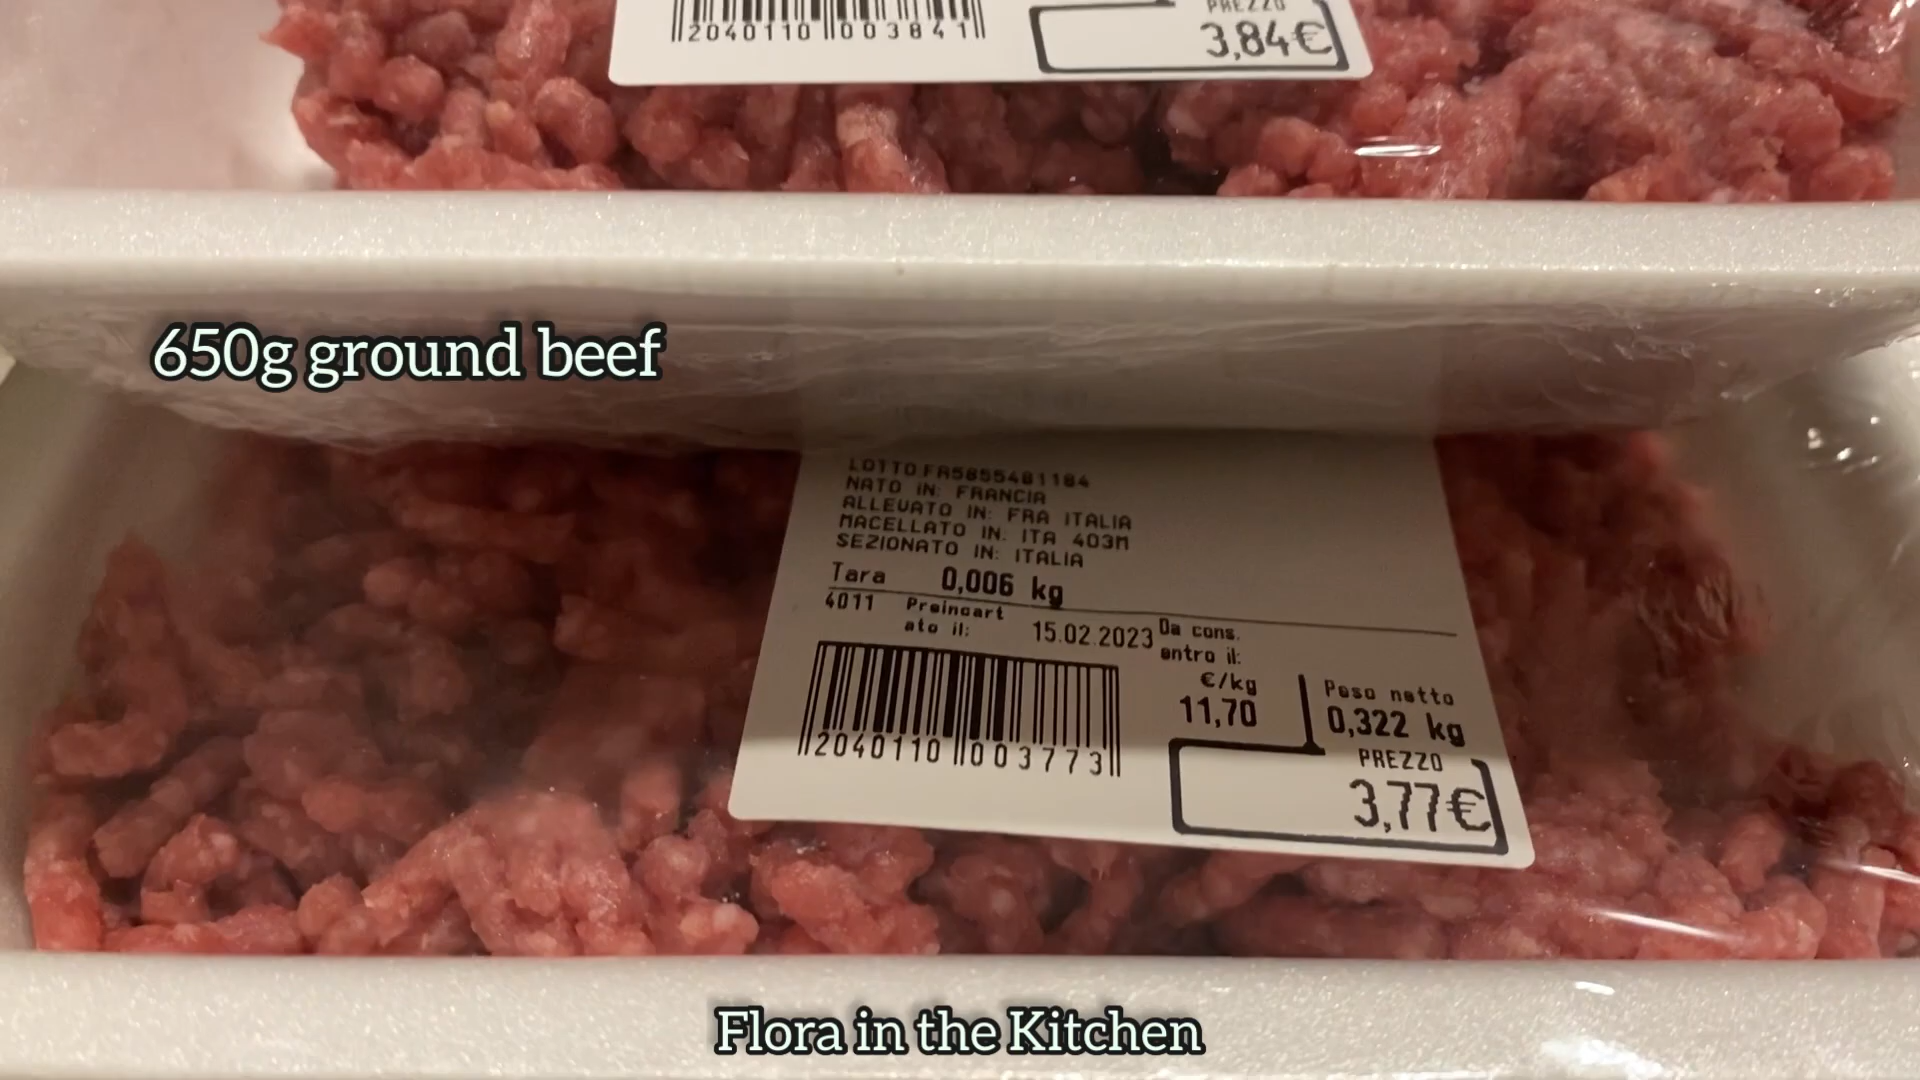 2040110 003841
PREZZO
3,84€
650g ground beef
LOTTO FR5855481184
NATO IN: FRANCIA
ALLEVATO IN: FRA ITALIA
MACELLATO IN: ITA 403M
SEZIONATO IN: ITALIA
Tara 0,006 kg
4011 Preincart
ato il: 15.02.2023 Da cons.
entro il:
€/kg
11,70
Peso netto
0,322 kg
2040110 003773
PREZZO
3,77€
Flora in the Kitchen